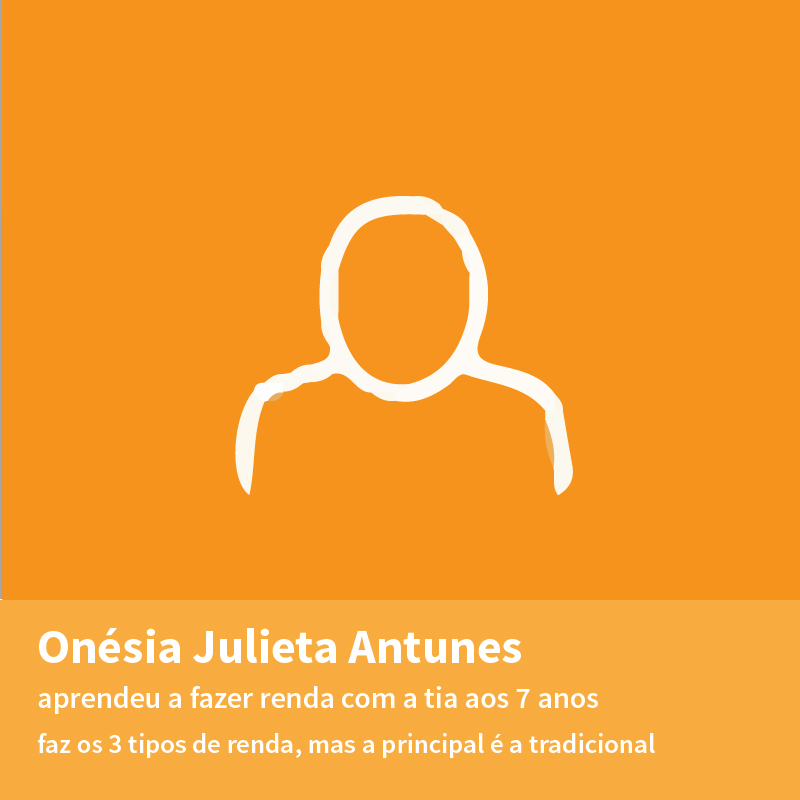 Onésia Julieta Antunes
aprendeu a fazer renda com a tia aos 7 anos
faz os 3 tipos de renda, mas a principal é a tradicional